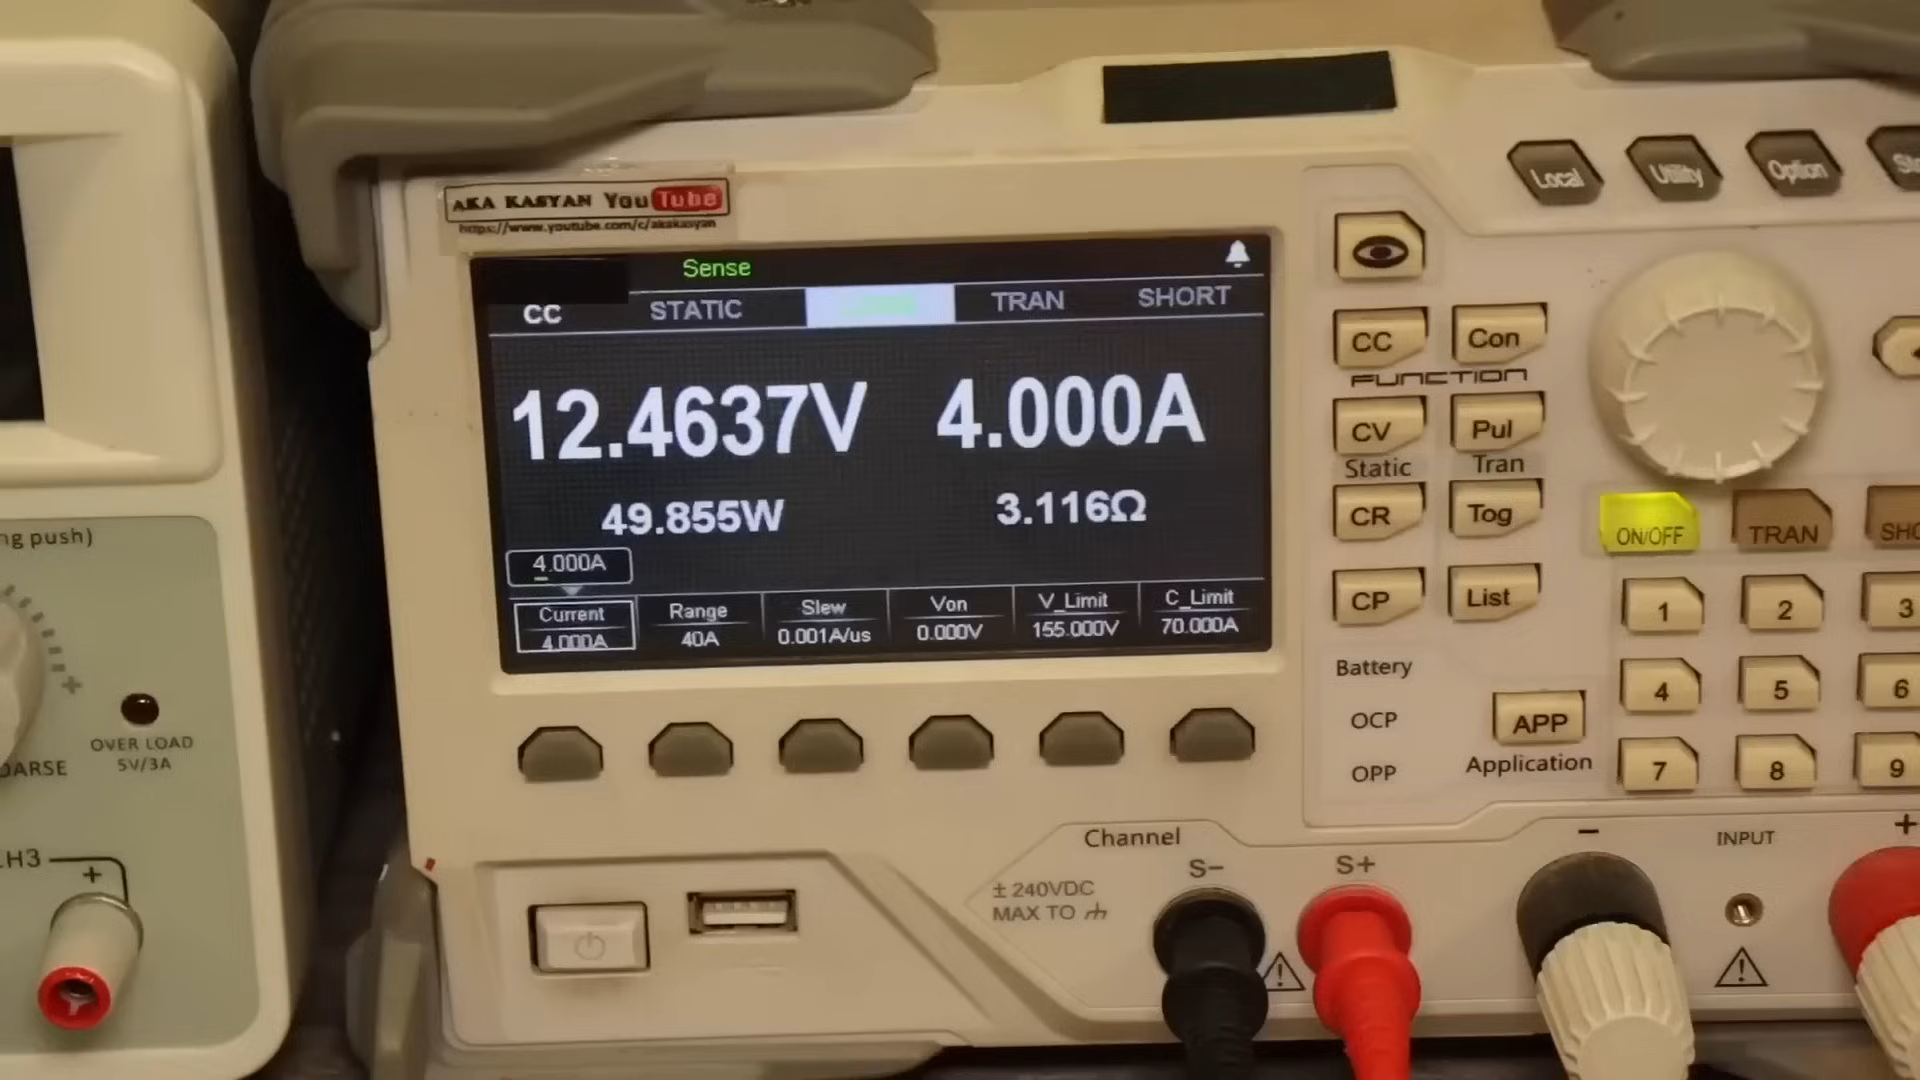 AKA KASYAN YouTube
https://www.youtube.com/c/akakasyan
Sense
CC STATIC TRAN SHORT
12.4637V 4.000A
49.855W 3.116Ω
4.000A
Current Range Slew Von V_Limit C_Limit
4.000A 40A 0.001A/us 0.000V 155.000V 70.000A
Local Utility Option
CC Con
FUNCTION
CV Pul
Static Tran
CR Tog
CP List
Battery
OCP
OPP
APP
Application
ON/OFF TRAN
1 2 3
4 5 6
7 8 9
Channel
S− S+
± 240VDC
MAX TO
− INPUT +
push)
+
OVER LOAD
5V/3A
+